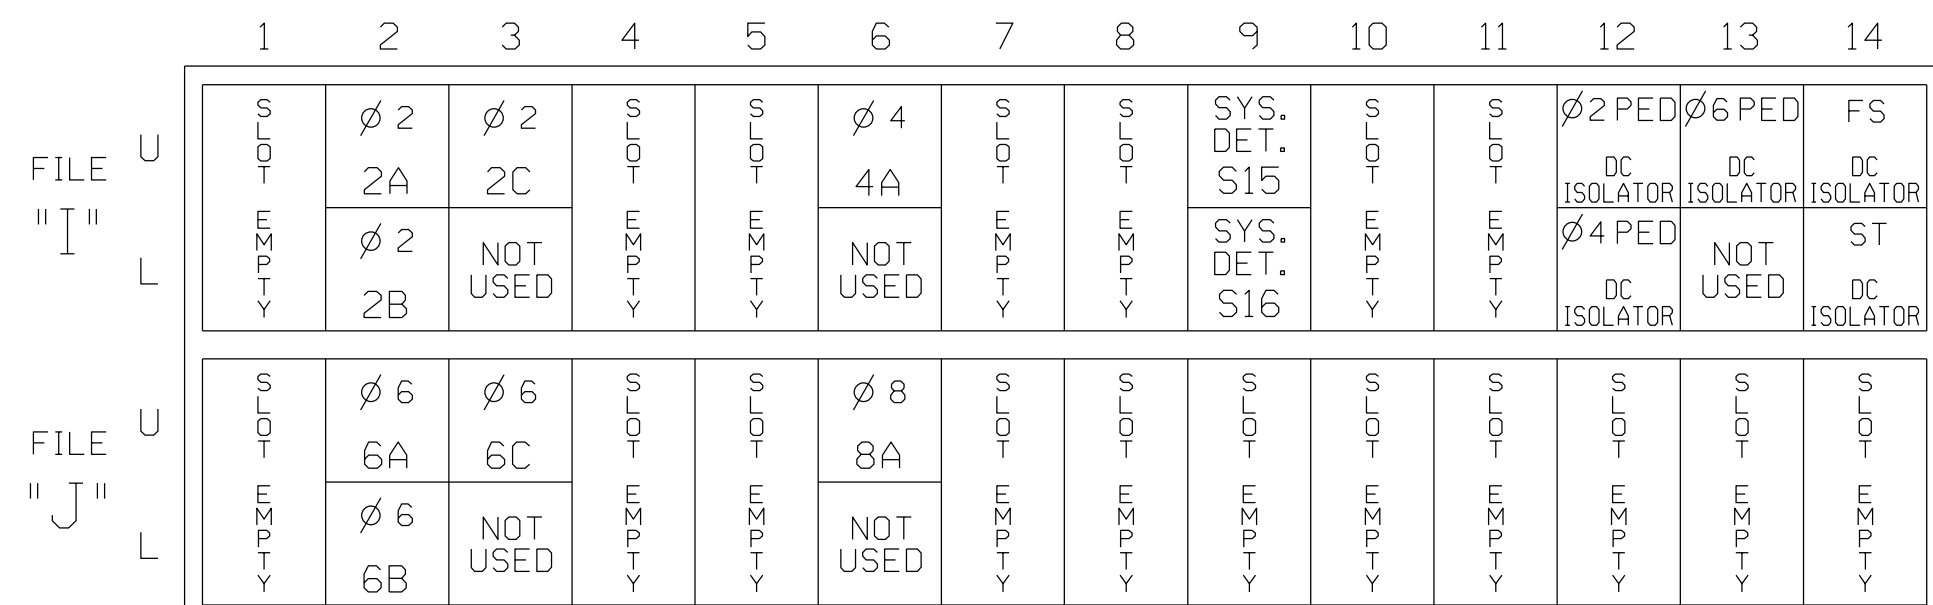 1 2 3 4 5 6 7 8 9 10 11 12 13 14
FILE "I"
U
L
SLOT EMPTY
Ø 2
2A
Ø 2
2B
Ø 2
2C
NOT
USED
SLOT EMPTY
SLOT EMPTY
Ø 4
4A
NOT
USED
SLOT EMPTY
SLOT EMPTY
SYS.
DET.
S15
SYS.
DET.
S16
SLOT EMPTY
SLOT EMPTY
Ø2 PED
DC
ISOLATOR
Ø4 PED
DC
ISOLATOR
Ø6 PED
DC
ISOLATOR
NOT
USED
FS
DC
ISOLATOR
ST
DC
ISOLATOR
FILE "J"
U
L
SLOT EMPTY
Ø 6
6A
Ø 6
6B
Ø 6
6C
NOT
USED
SLOT EMPTY
SLOT EMPTY
Ø 8
8A
NOT
USED
SLOT EMPTY
SLOT EMPTY
SLOT EMPTY
SLOT EMPTY
SLOT EMPTY
SLOT EMPTY
SLOT EMPTY
SLOT EMPTY